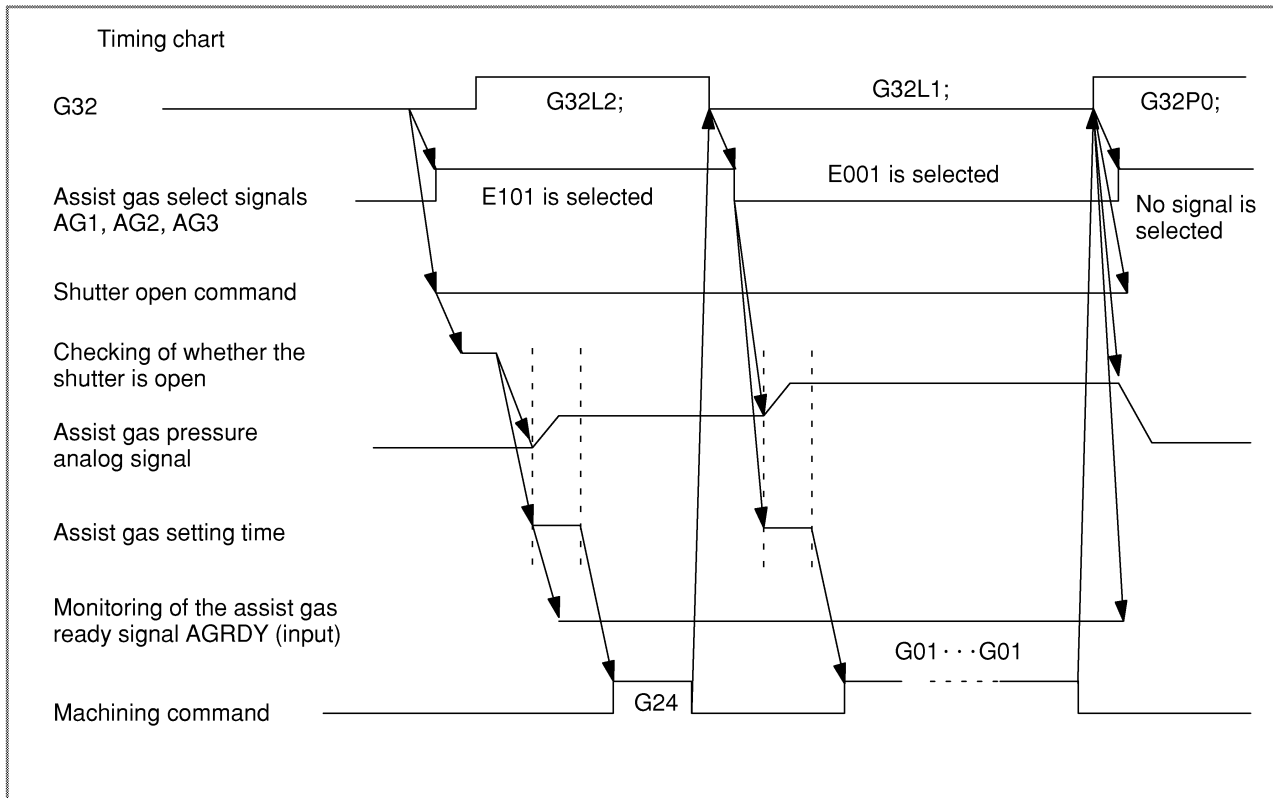 Timing chart
G32
G32L2;
G32L1;
G32P0;
Assist gas select signals
AG1, AG2, AG3
E101 is selected
E001 is selected
No signal is
selected
Shutter open command
Checking of whether the
shutter is open
Assist gas pressure
analog signal
Assist gas setting time
Monitoring of the assist gas
ready signal AGRDY (input)
G01···G01
Machining command
G24